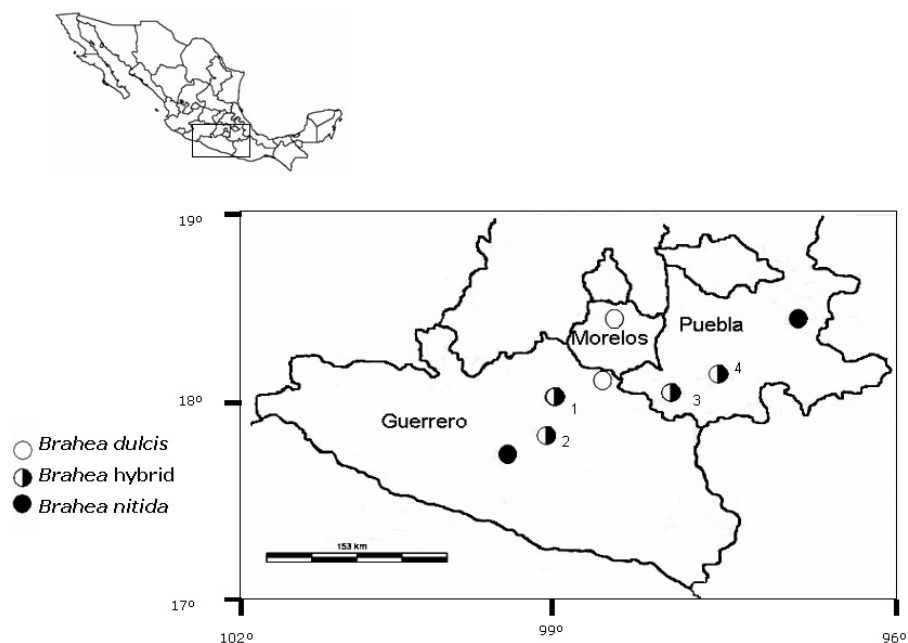 19º
Morelos
Puebla
4
18º
3
1
Guerrero
2
Brahea dulcis
Brahea hybrid
Brahea nitida
153 km
17º
102º
99º
96º